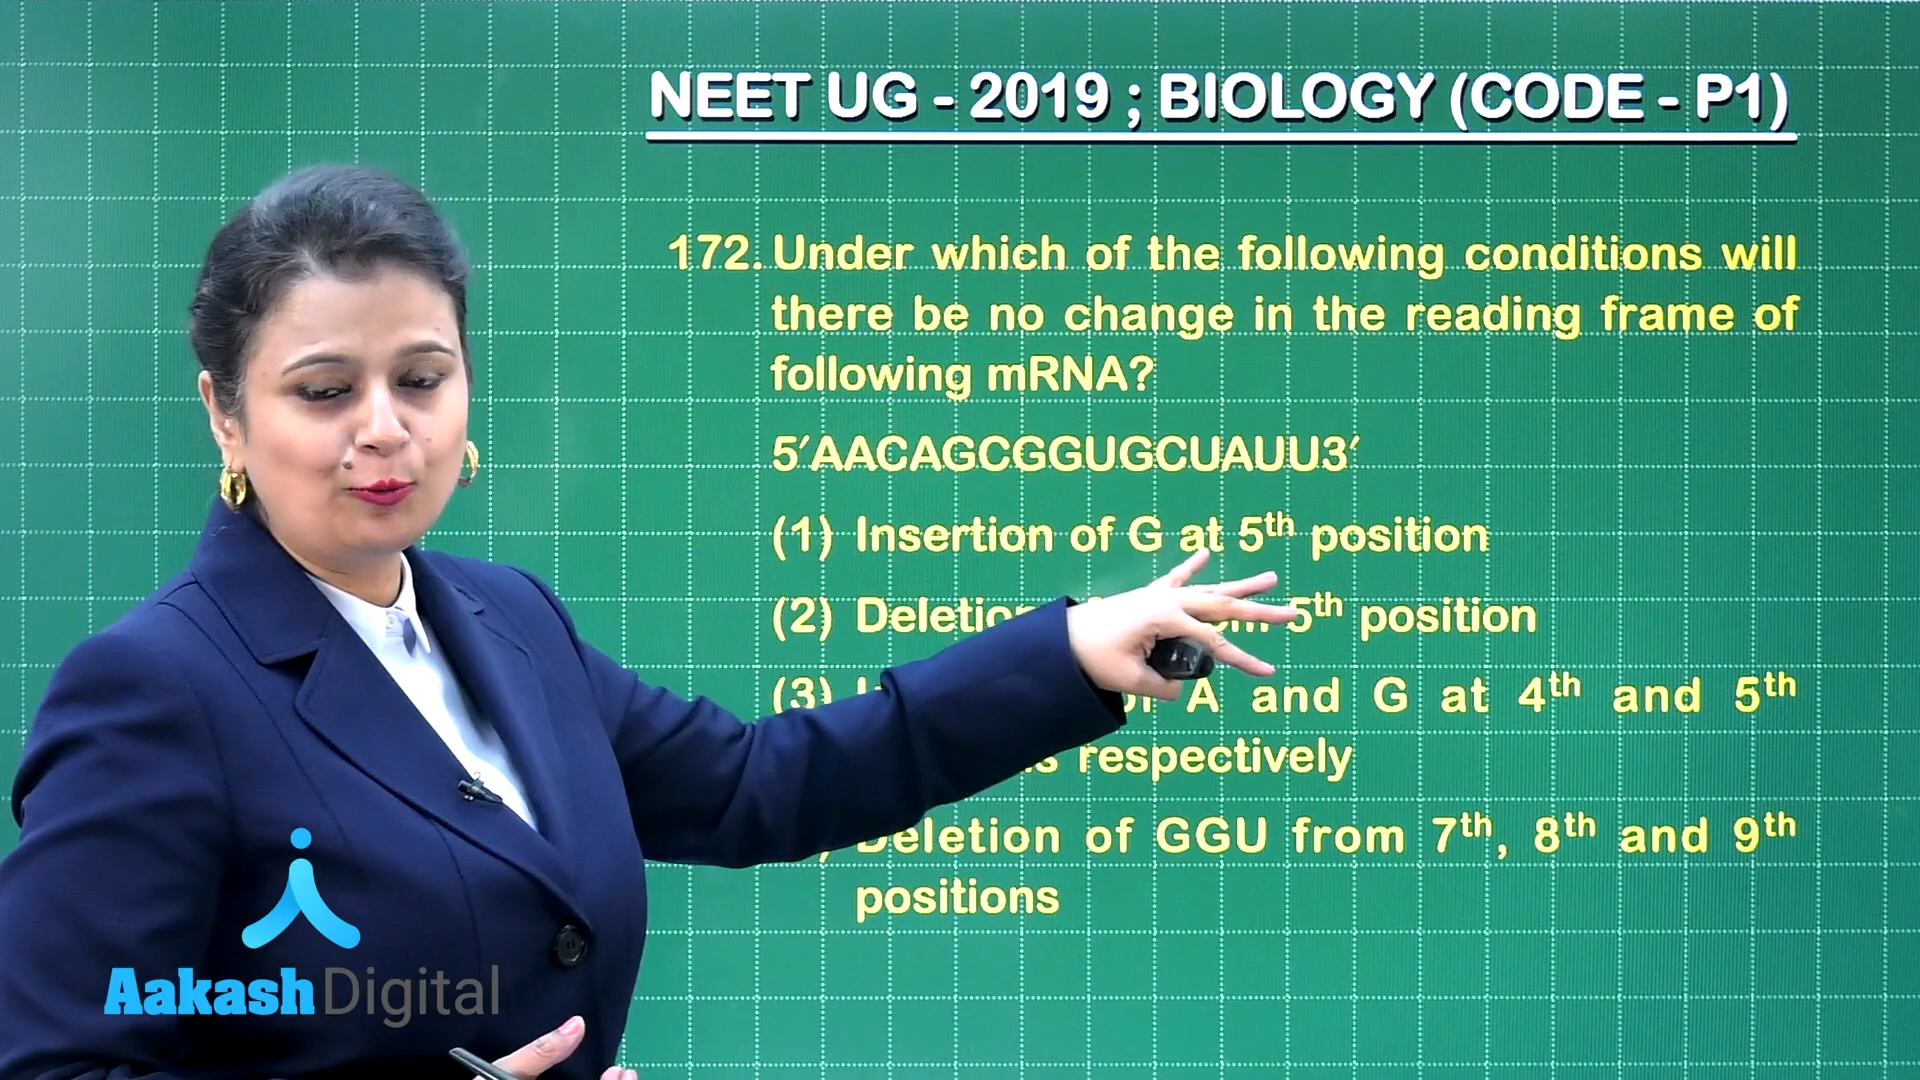 NEET UG - 2019 ; BIOLOGY (CODE - P1)
172. Under which of the following conditions will
there be no change in the reading frame of
following mRNA?
5′AACAGCGGUGCUAUU3′
(1) Insertion of G at 5th position
(2) 5th position
(3) A and G at 4th and 5th
respectively
Deletion of GGU from 7th, 8th and 9th
positions
Aakash Digital